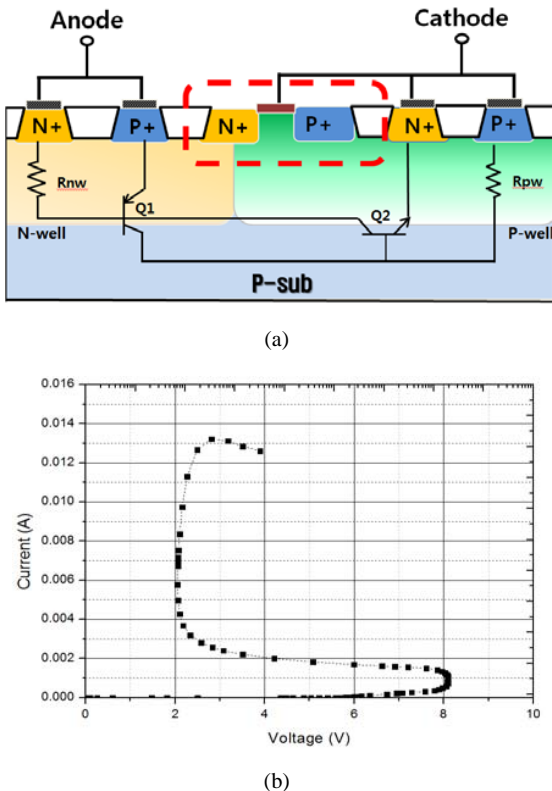 Anode Cathode
N+ P+ N+ P+ N+ P+
Rnw Q1 Q2 Rpw
N-well P-well
P-sub
(a)
0.016
0.014
0.012
0.010
0.008
0.006
0.004
0.002
0.000
Current (A)
0 2 4 6 8 10
Voltage (V)
(b)